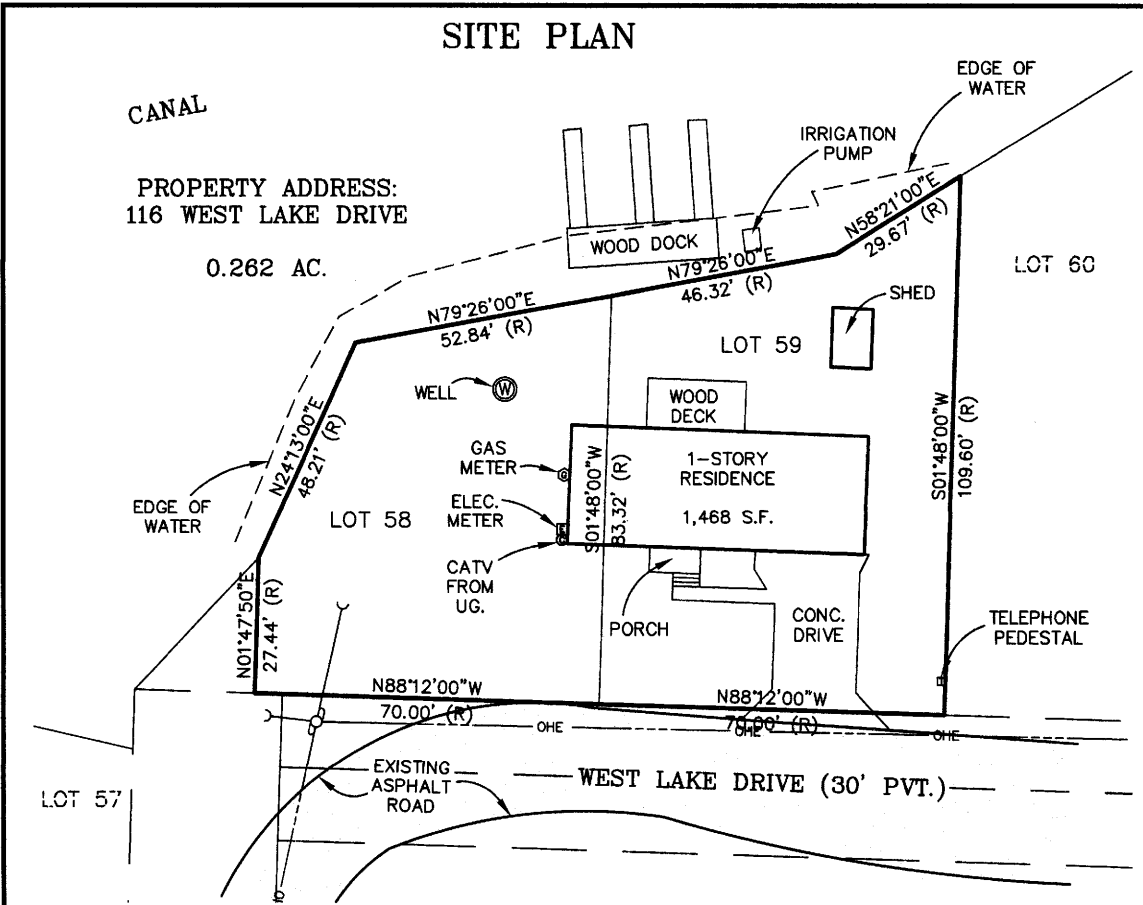 SITE PLAN
CANAL
EDGE OF
WATER
IRRIGATION
PUMP
PROPERTY ADDRESS:
116 WEST LAKE DRIVE
0.262 AC.
WOOD DOCK
N58°21'00"E
29.67' (R)
N79°26'00"E
46.32' (R)
LOT 60
SHED
N79°26'00"E
52.84' (R)
LOT 59
WELL
W
WOOD
DECK
GAS
METER
G
1-STORY
RESIDENCE
1,468 S.F.
S01°48'00"W
83.32' (R)
S01°48'00"W
109.60' (R)
N24°13'00"E
48.21' (R)
EDGE OF
WATER
LOT 58
ELEC.
METER
E
C
CATV
FROM
UG.
PORCH
CONC.
DRIVE
TELEPHONE
PEDESTAL
N01°47'50"E
27.44' (R)
N88°12'00"W
70.00' (R)
N88°12'00"W
70.00' (R)
OHE
OHE
OHE
EXISTING
ASPHALT
ROAD
WEST LAKE DRIVE (30' PVT.)
LOT 57